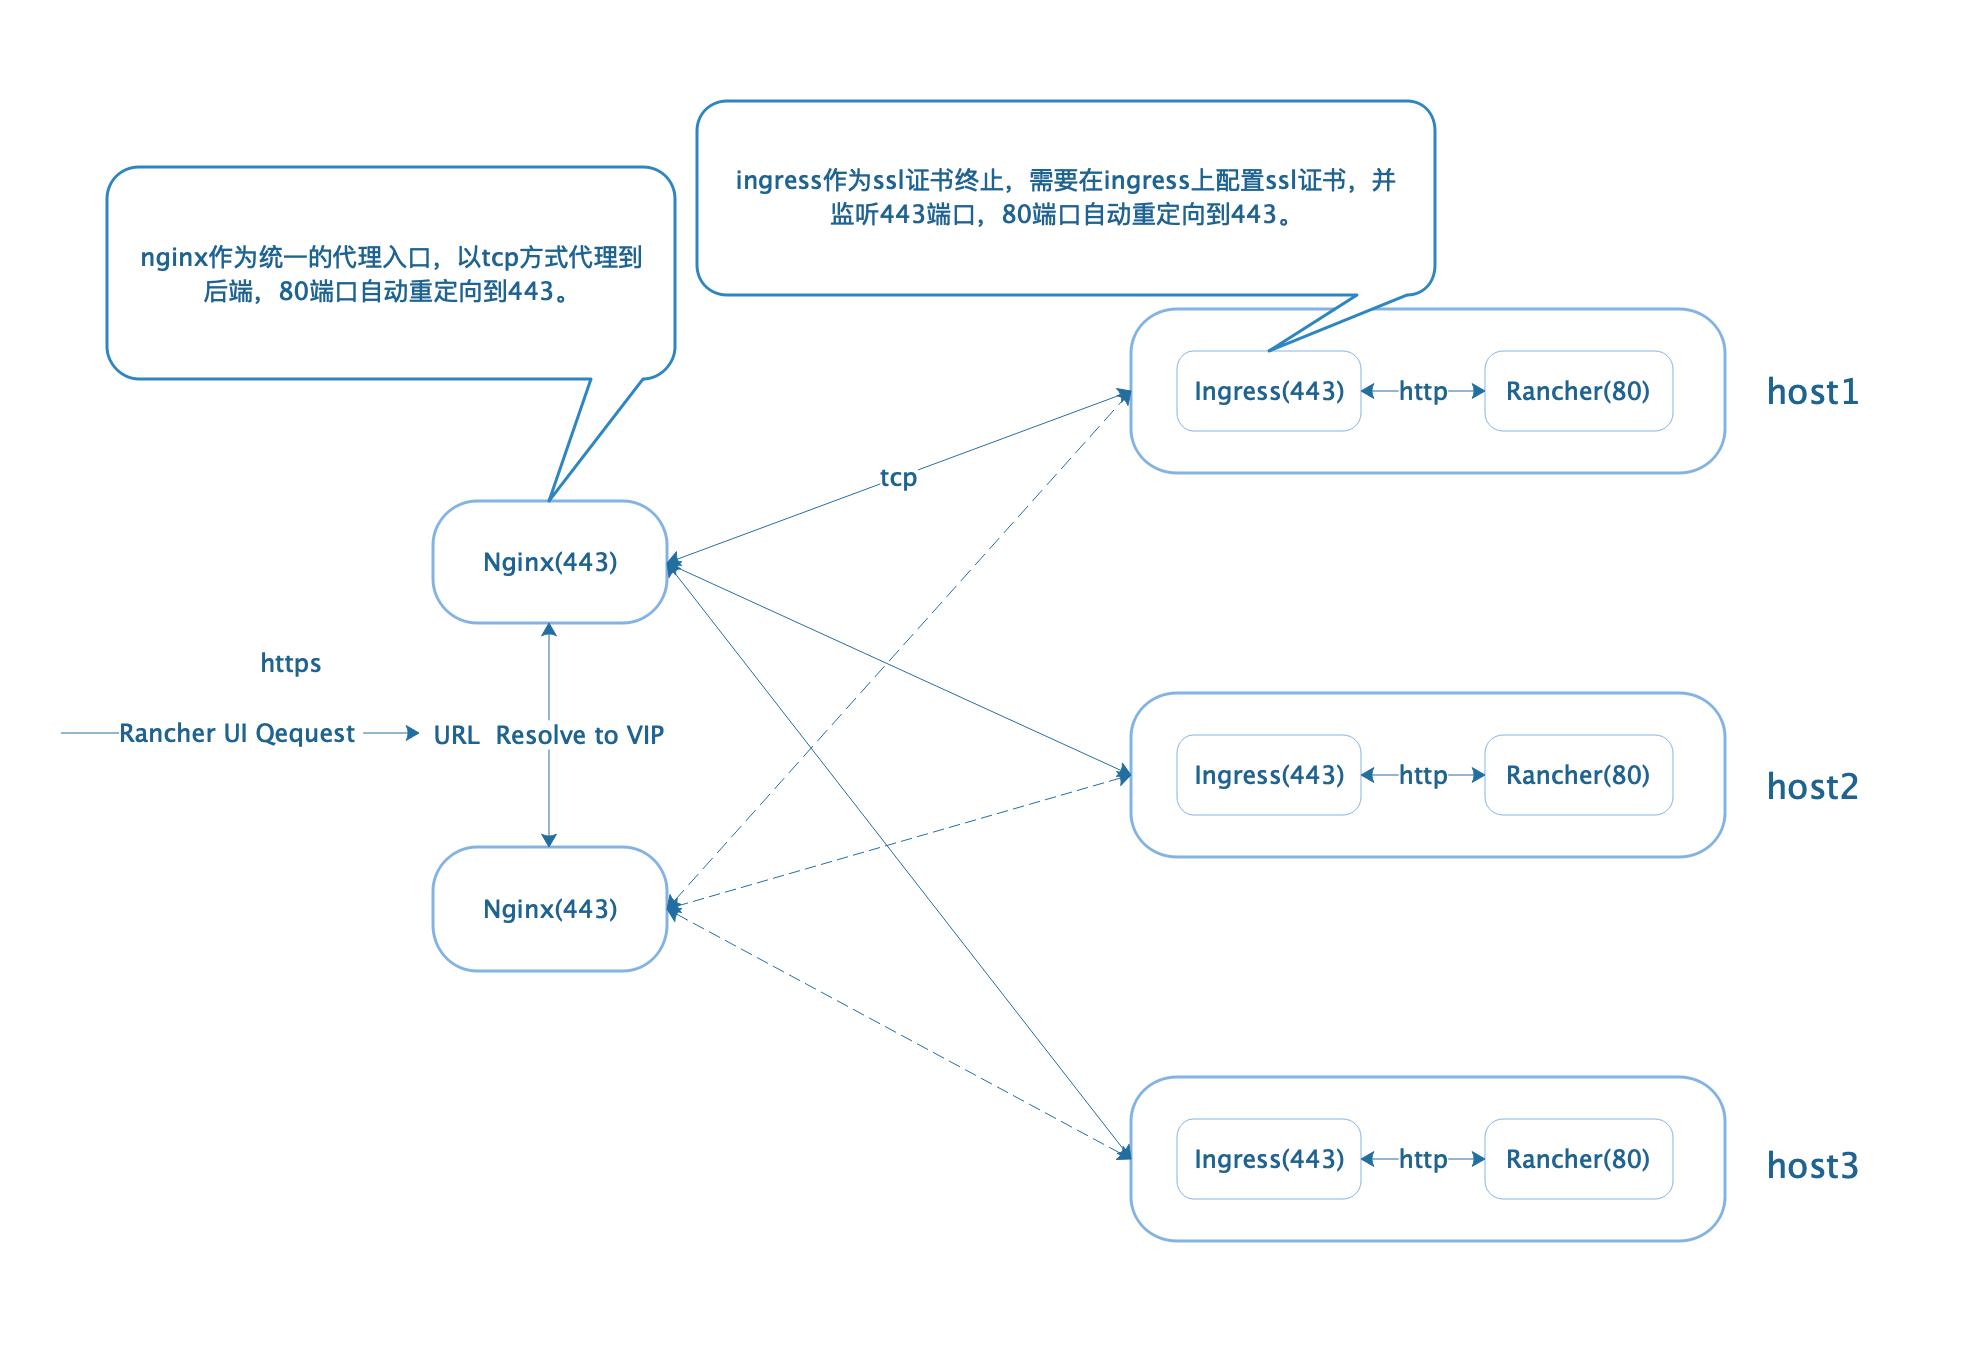 ingress作为ssl证书终止，需要在ingress上配置ssl证书，并
监听443端口，80端口自动重定向到443。
nginx作为统一的代理入口，以tcp方式代理到
后端，80端口自动重定向到443。
Ingress(443)
http
Rancher(80)
host1
tcp
Nginx(443)
https
Rancher UI Qequest
URL  Resolve to VIP
Ingress(443)
http
Rancher(80)
host2
Nginx(443)
Ingress(443)
http
Rancher(80)
host3